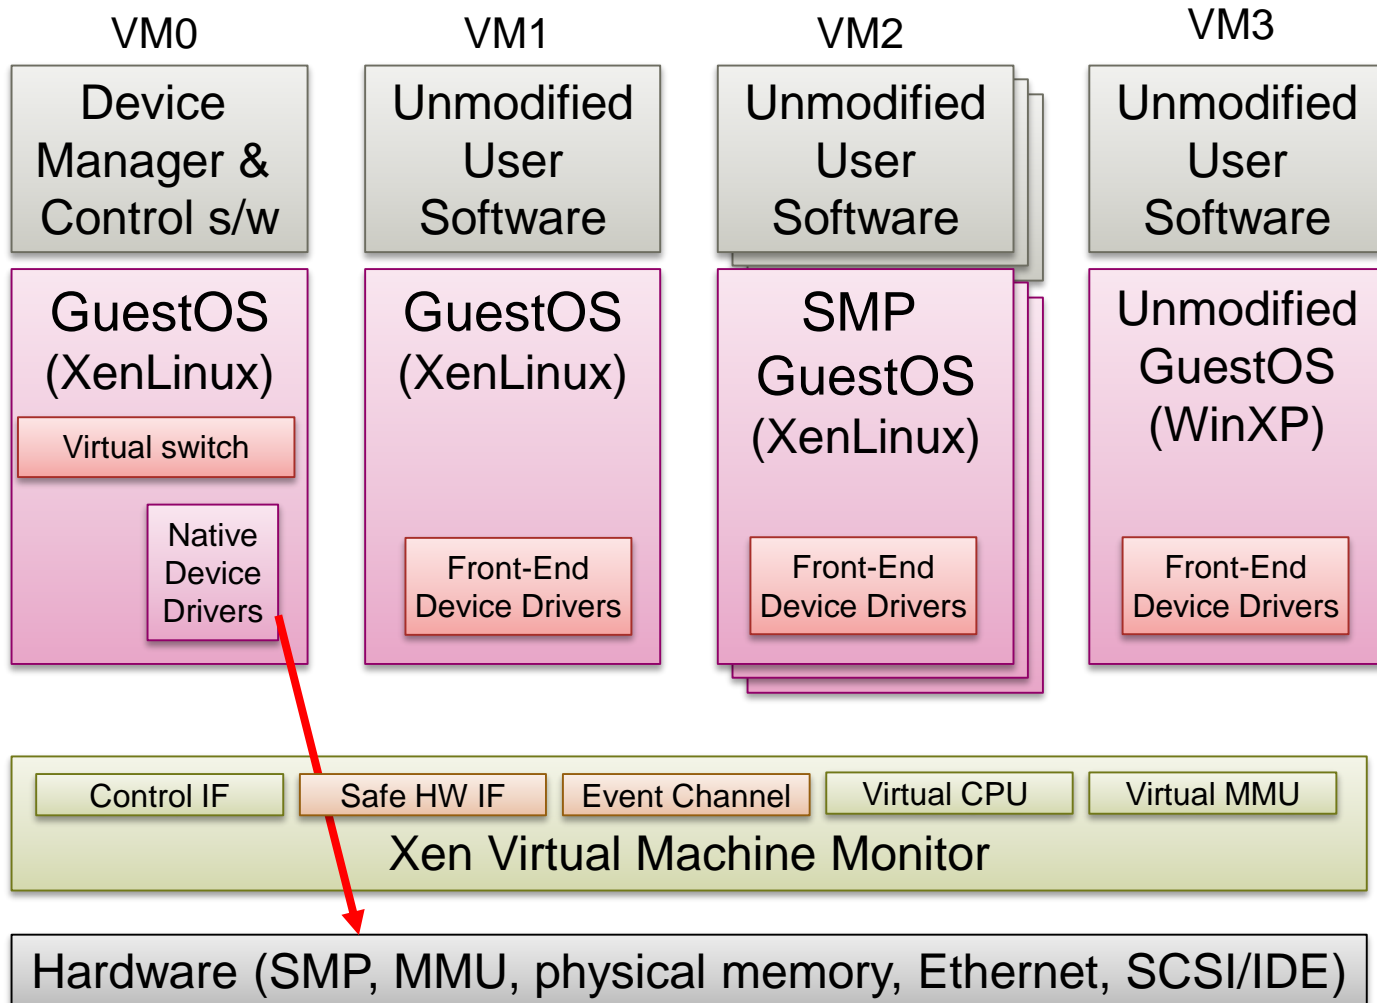 VM0
VM1
VM2
VM3
Device
Manager &
Control s/w
Unmodified
User
Software
Unmodified
User
Software
Unmodified
User
Software
GuestOS
(XenLinux)
Virtual switch
Native
Device
Drivers
GuestOS
(XenLinux)
Front-End
Device Drivers
SMP
GuestOS
(XenLinux)
Front-End
Device Drivers
Unmodified
GuestOS
(WinXP)
Front-End
Device Drivers
Control IF
Safe HW IF
Event Channel
Virtual CPU
Virtual MMU
Xen Virtual Machine Monitor
Hardware (SMP, MMU, physical memory, Ethernet, SCSI/IDE)